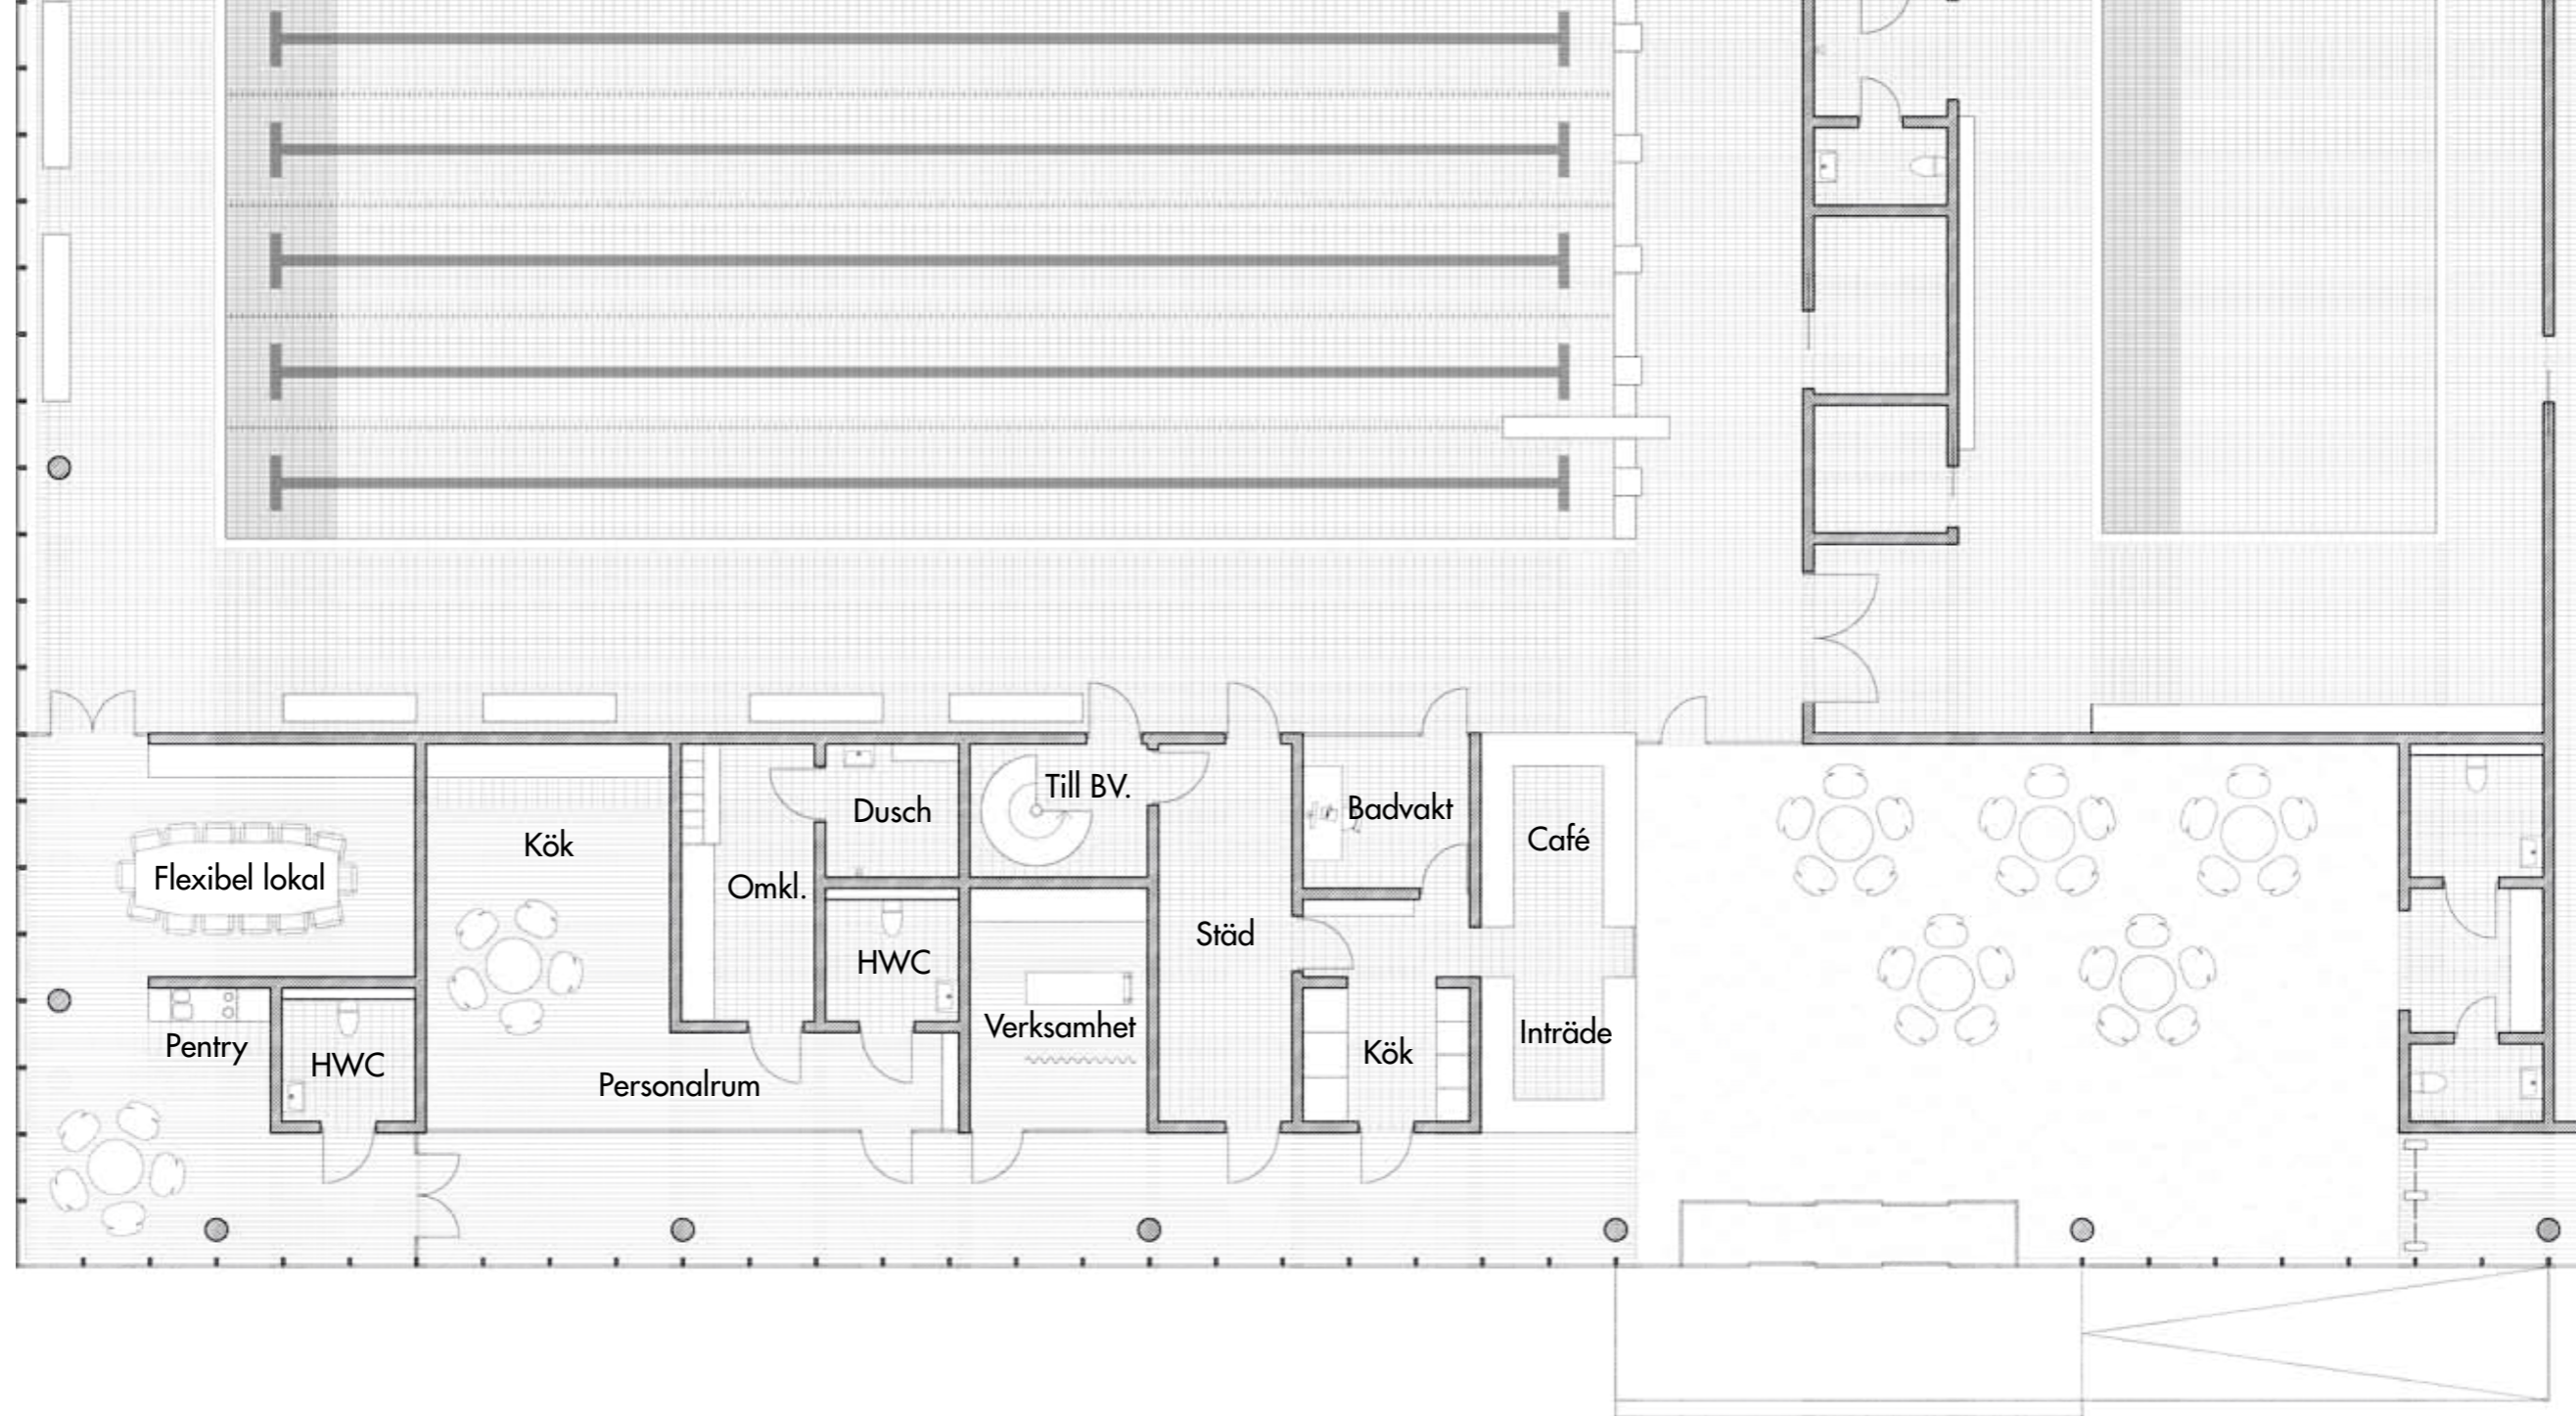 Till BV.
Badvakt
Dusch
Café
Kök
Flexibel lokal
Omkl.
Städ
HWC
Verksamhet
Inträde
Pentry
Kök
HWC
Personalrum